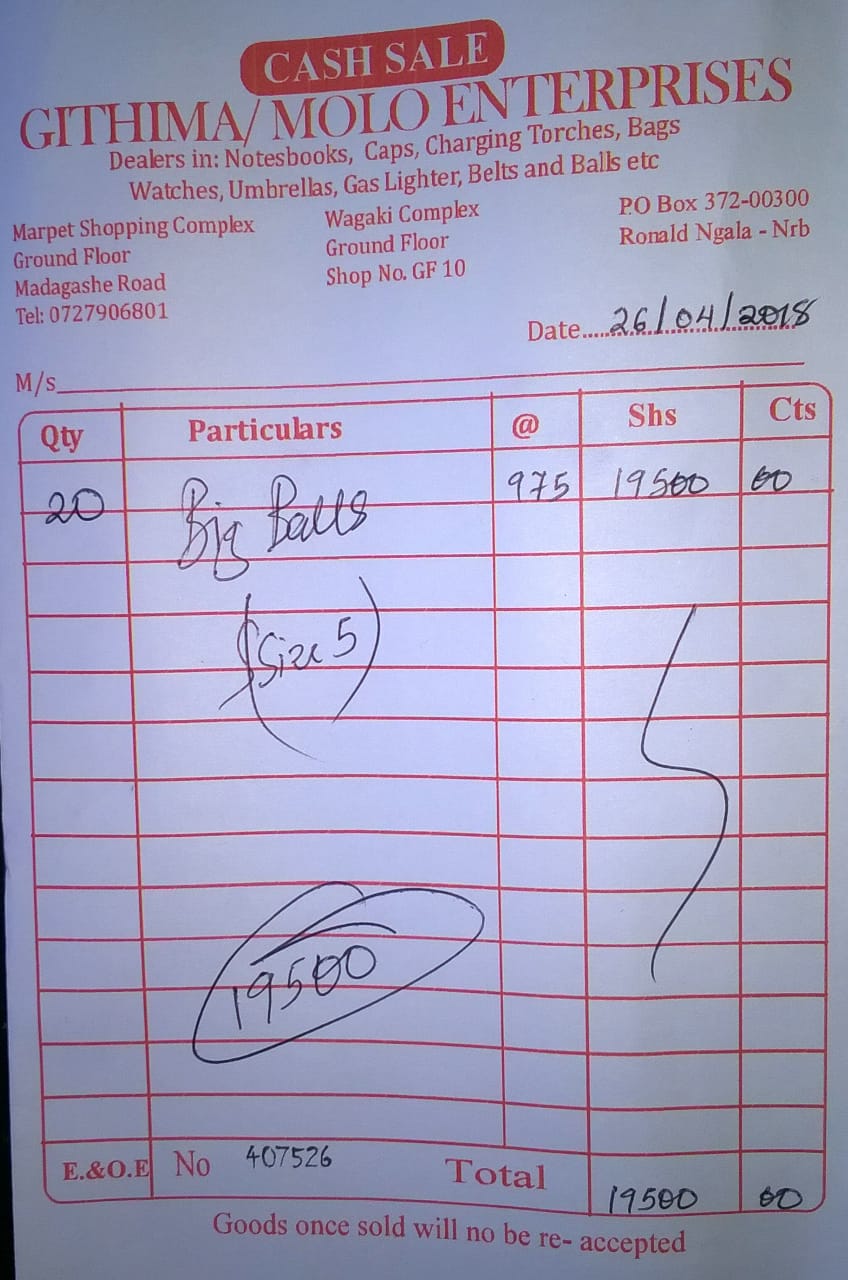 CASH SALE
GITHIMA/ MOLO ENTERPRISES
Dealers in: Notesbooks, Caps, Charging Torches, Bags
Watches, Umbrellas, Gas Lighter, Belts and Balls etc
Marpet Shopping Complex
Ground Floor
Madagashe Road
Tel: 0727906801
Wagaki Complex
Ground Floor
Shop No. GF 10
P.O Box 372-00300
Ronald Ngala - Nrb
Date.....26/04/2018
M/s
Qty Particulars @ Shs Cts
20 Big Balls 975 19500 00
(Size 5)
19500
E.&O.E No 407526 Total 19500 00
Goods once sold will no be re- accepted